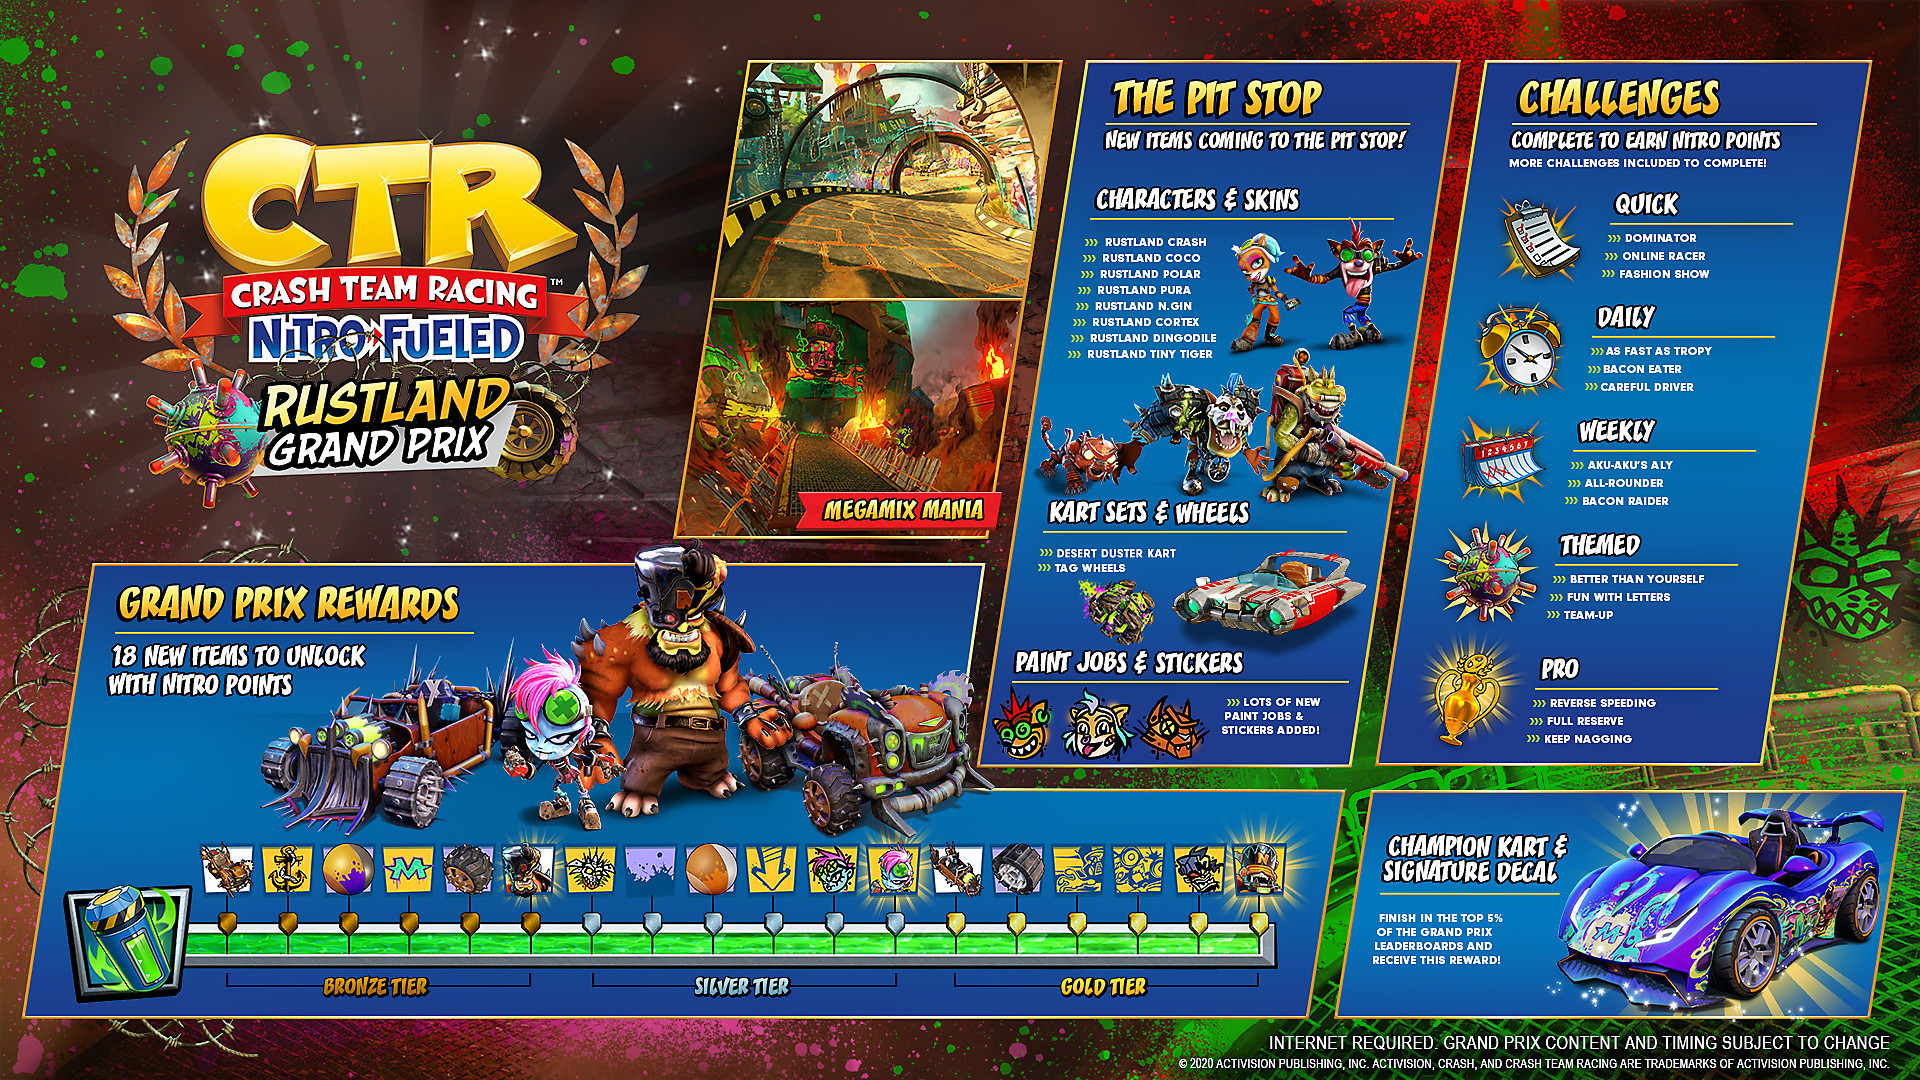 CTR
CRASH TEAM RACING™
NITRO-FUELED
RUSTLAND
GRAND PRIX
MEGAMIX MANIA
THE PIT STOP
NEW ITEMS COMING TO THE PIT STOP!
CHARACTERS & SKINS
››› RUSTLAND CRASH
››› RUSTLAND COCO
››› RUSTLAND POLAR
››› RUSTLAND PURA
››› RUSTLAND N.GIN
››› RUSTLAND CORTEX
››› RUSTLAND DINGODILE
››› RUSTLAND TINY TIGER
KART SETS & WHEELS
››› DESERT DUSTER KART
››› TAG WHEELS
PAINT JOBS & STICKERS
››› LOTS OF NEW
PAINT JOBS &
STICKERS ADDED!
CHALLENGES
COMPLETE TO EARN NITRO POINTS
MORE CHALLENGES INCLUDED TO COMPLETE!
QUICK
››› DOMINATOR
››› ONLINE RACER
››› FASHION SHOW
DAILY
››› AS FAST AS TROPY
››› BACON EATER
››› CAREFUL DRIVER
WEEKLY
››› AKU-AKU'S ALY
››› ALL-ROUNDER
››› BACON RAIDER
1 2 3 4 5 6 7
THEMED
››› BETTER THAN YOURSELF
››› FUN WITH LETTERS
››› TEAM-UP
PRO
››› REVERSE SPEEDING
››› FULL RESERVE
››› KEEP NAGGING
GRAND PRIX REWARDS
18 NEW ITEMS TO UNLOCK
WITH NITRO POINTS
BRONZE TIER
SILVER TIER
GOLD TIER
CHAMPION KART &
SIGNATURE DECAL
FINISH IN THE TOP 5%
OF THE GRAND PRIX
LEADERBOARDS AND
RECEIVE THIS REWARD!
INTERNET REQUIRED. GRAND PRIX CONTENT AND TIMING SUBJECT TO CHANGE
© 2020 ACTIVISION PUBLISHING, INC. ACTIVISION, CRASH, AND CRASH TEAM RACING ARE TRADEMARKS OF ACTIVISION PUBLISHING, INC.